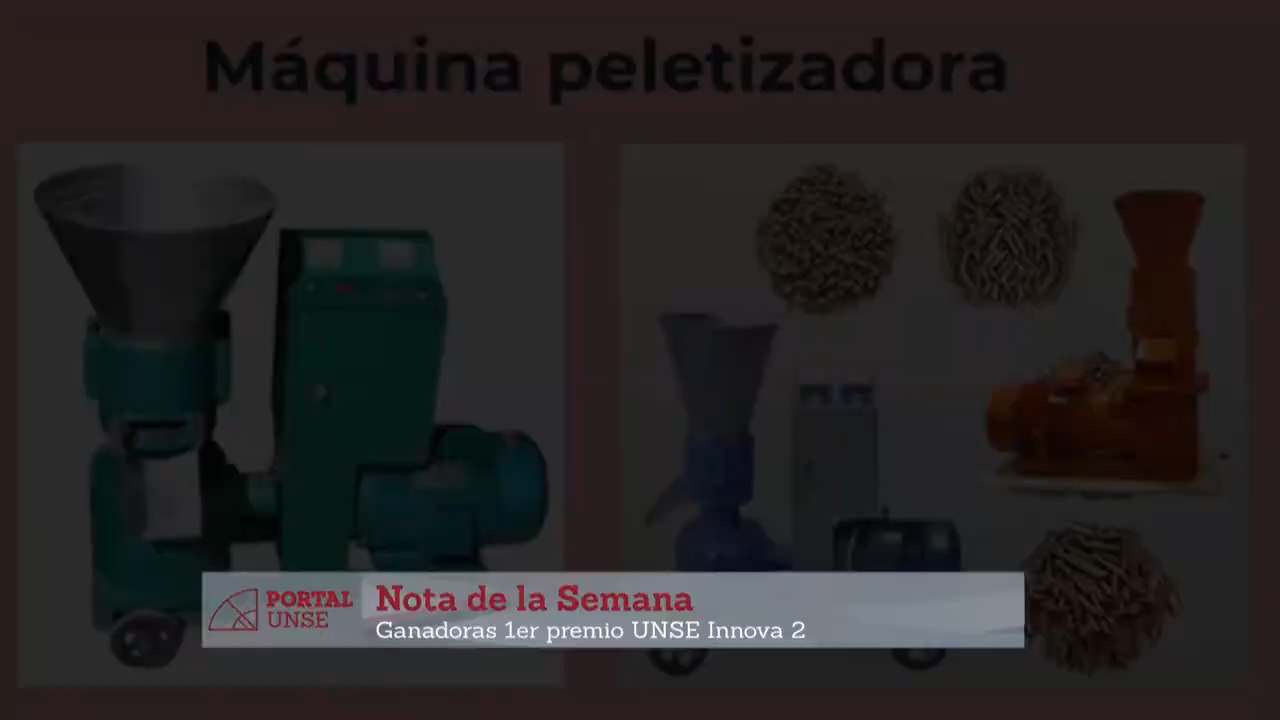 Máquina peletizadora
PORTAL
UNSE
Nota de la Semana
Ganadoras 1er premio UNSE Innova 2